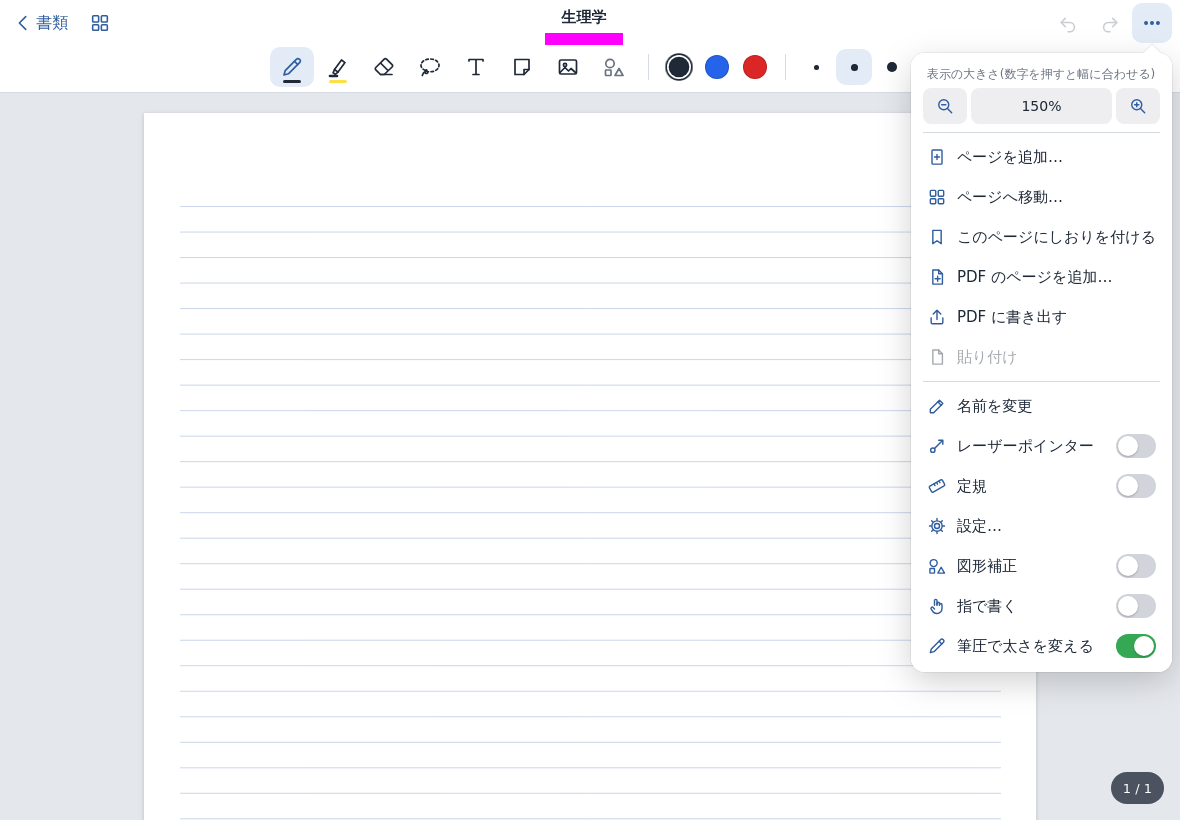 書類
生理学
表示の大きさ(数字を押すと幅に合わせる)
150%
ページを追加…
ページへ移動…
このページにしおりを付ける
PDF のページを追加…
PDF に書き出す
貼り付け
名前を変更
レーザーポインター
定規
設定…
図形補正
指で書く
筆圧で太さを変える
1 / 1